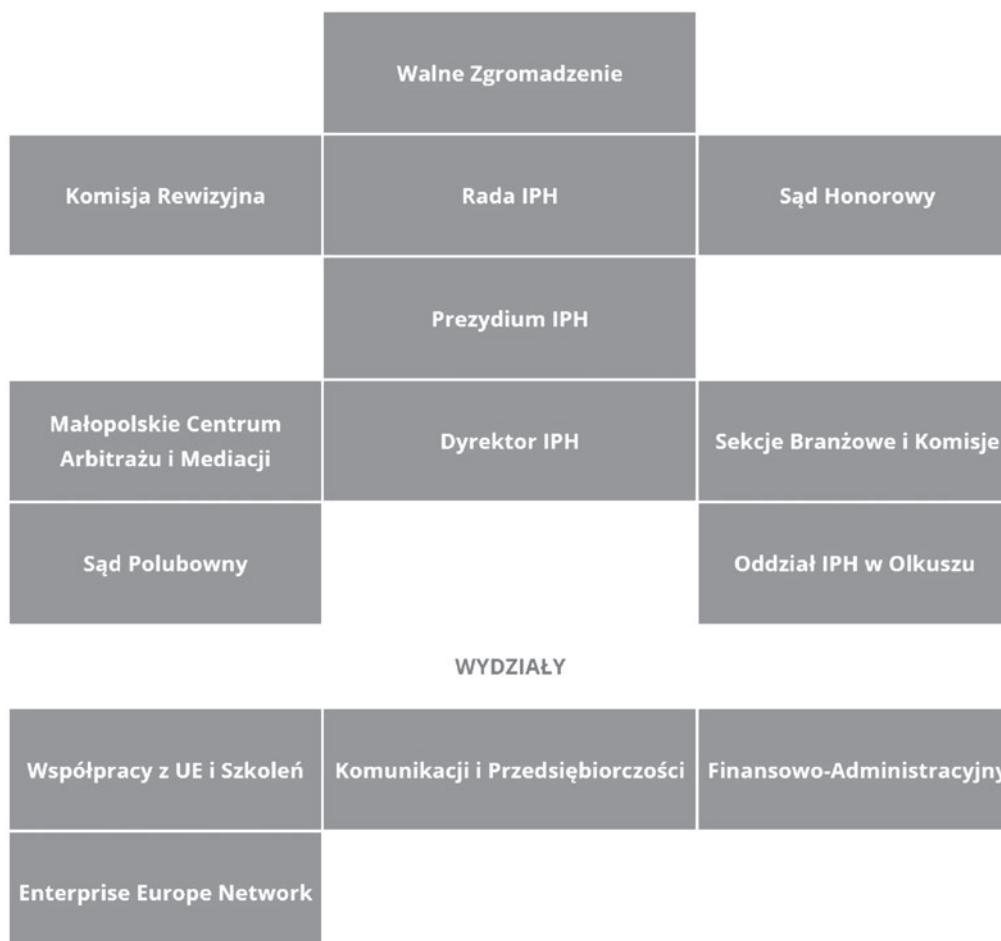 Walne Zgromadzenie
Komisja Rewizyjna
Rada IPH
Sąd Honorowy
Prezydium IPH
Małopolskie Centrum
Arbitrażu i Mediacji
Dyrektor IPH
Sekcje Branżowe i Komisje
Sąd Polubowny
Oddział IPH w Olkuszu
WYDZIAŁY
Współpracy z UE i Szkoleń
Komunikacji i Przedsiębiorczości
Finansowo-Administracyjny
Enterprise Europe Network